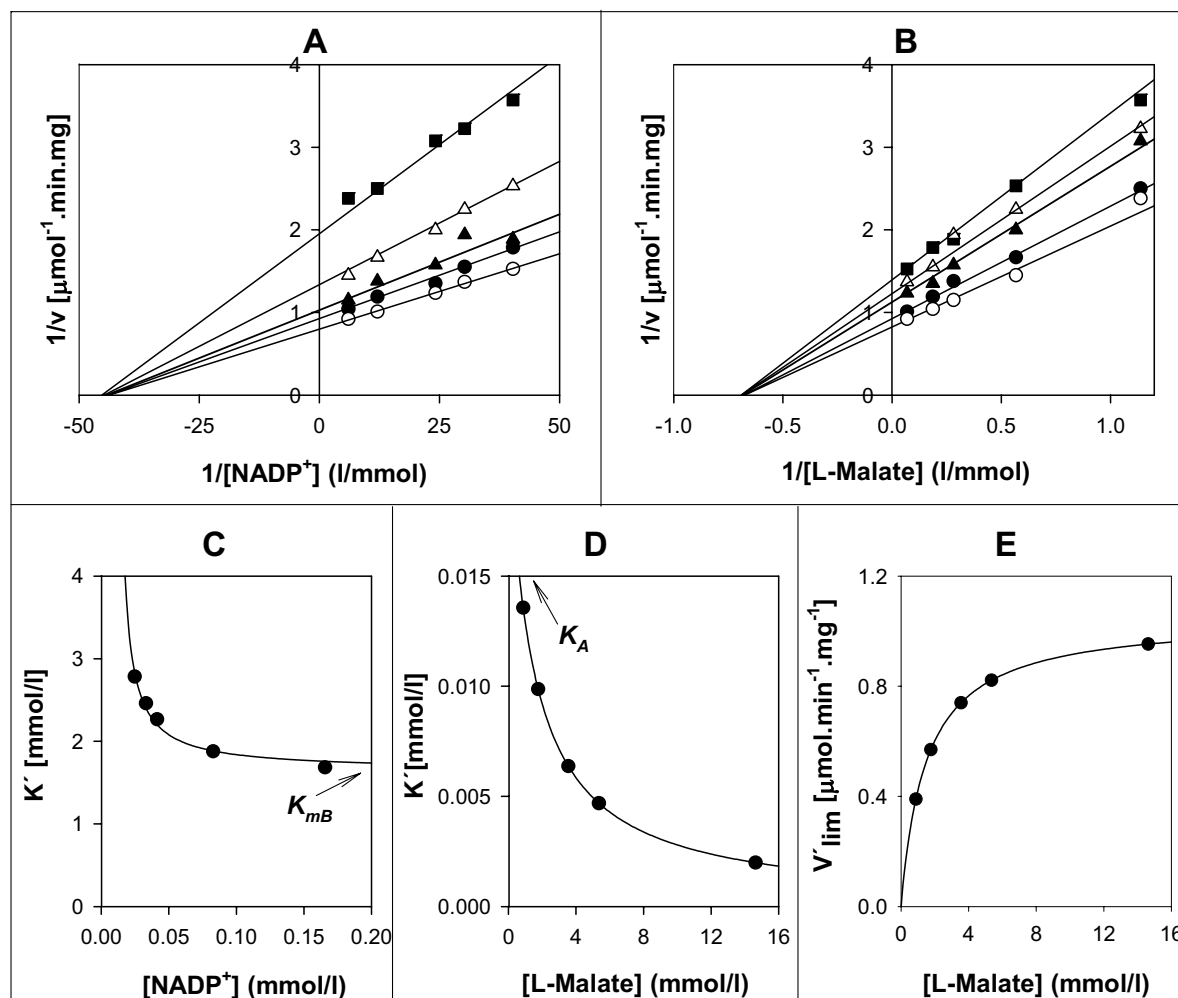 A
1/v [µmol⁻¹.min.mg]
4
3
2
1
0
-50 -25 0 25 50
1/[NADP⁺] (l/mmol)
B
1/v [µmol⁻¹.min.mg]
4
3
2
1
0
-1.0 -0.5 0.0 0.5 1.0
1/[L-Malate] (l/mmol)
C
K´ [mmol/l]
4
3
2
1
0
K_mB
0.00 0.05 0.10 0.15 0.20
[NADP⁺] (mmol/l)
D
K´[mmol/l]
0.015
0.010
0.005
0.000
K_A
0 4 8 12 16
[L-Malate] (mmol/l)
E
V´lim [µmol.min⁻¹.mg⁻¹]
1.2
0.8
0.4
0.0
0 4 8 12 16
[L-Malate] (mmol/l)